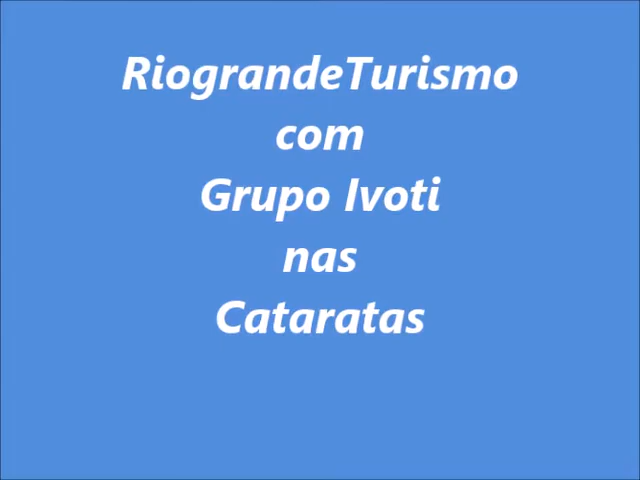 RiograndeTurismo
com
Grupo Ivoti
nas
Cataratas